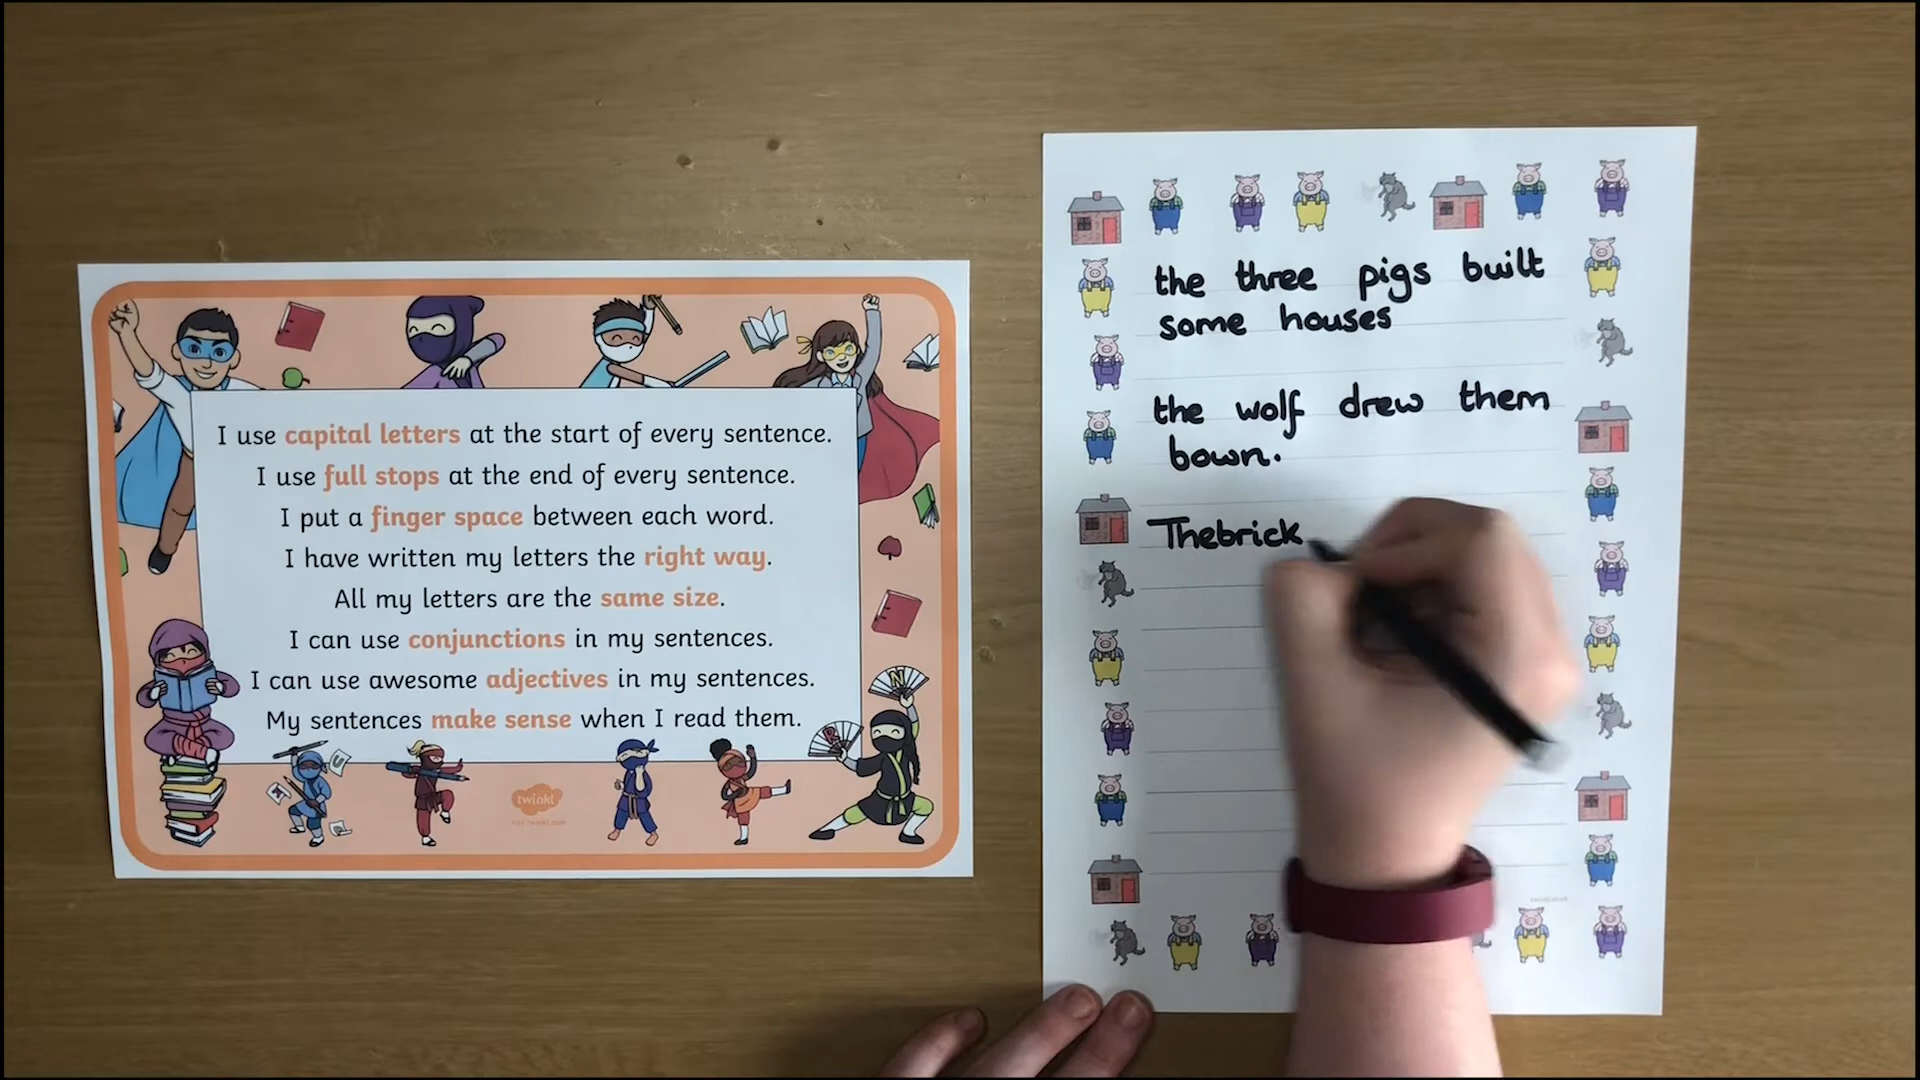 I use capital letters at the start of every sentence.
I use full stops at the end of every sentence.
I put a finger space between each word.
I have written my letters the right way.
All my letters are the same size.
I can use conjunctions in my sentences.
I can use awesome adjectives in my sentences.
My sentences make sense when I read them.
twinkl
the three pigs built
some houses
the wolf drew them
bown.
Thebrick